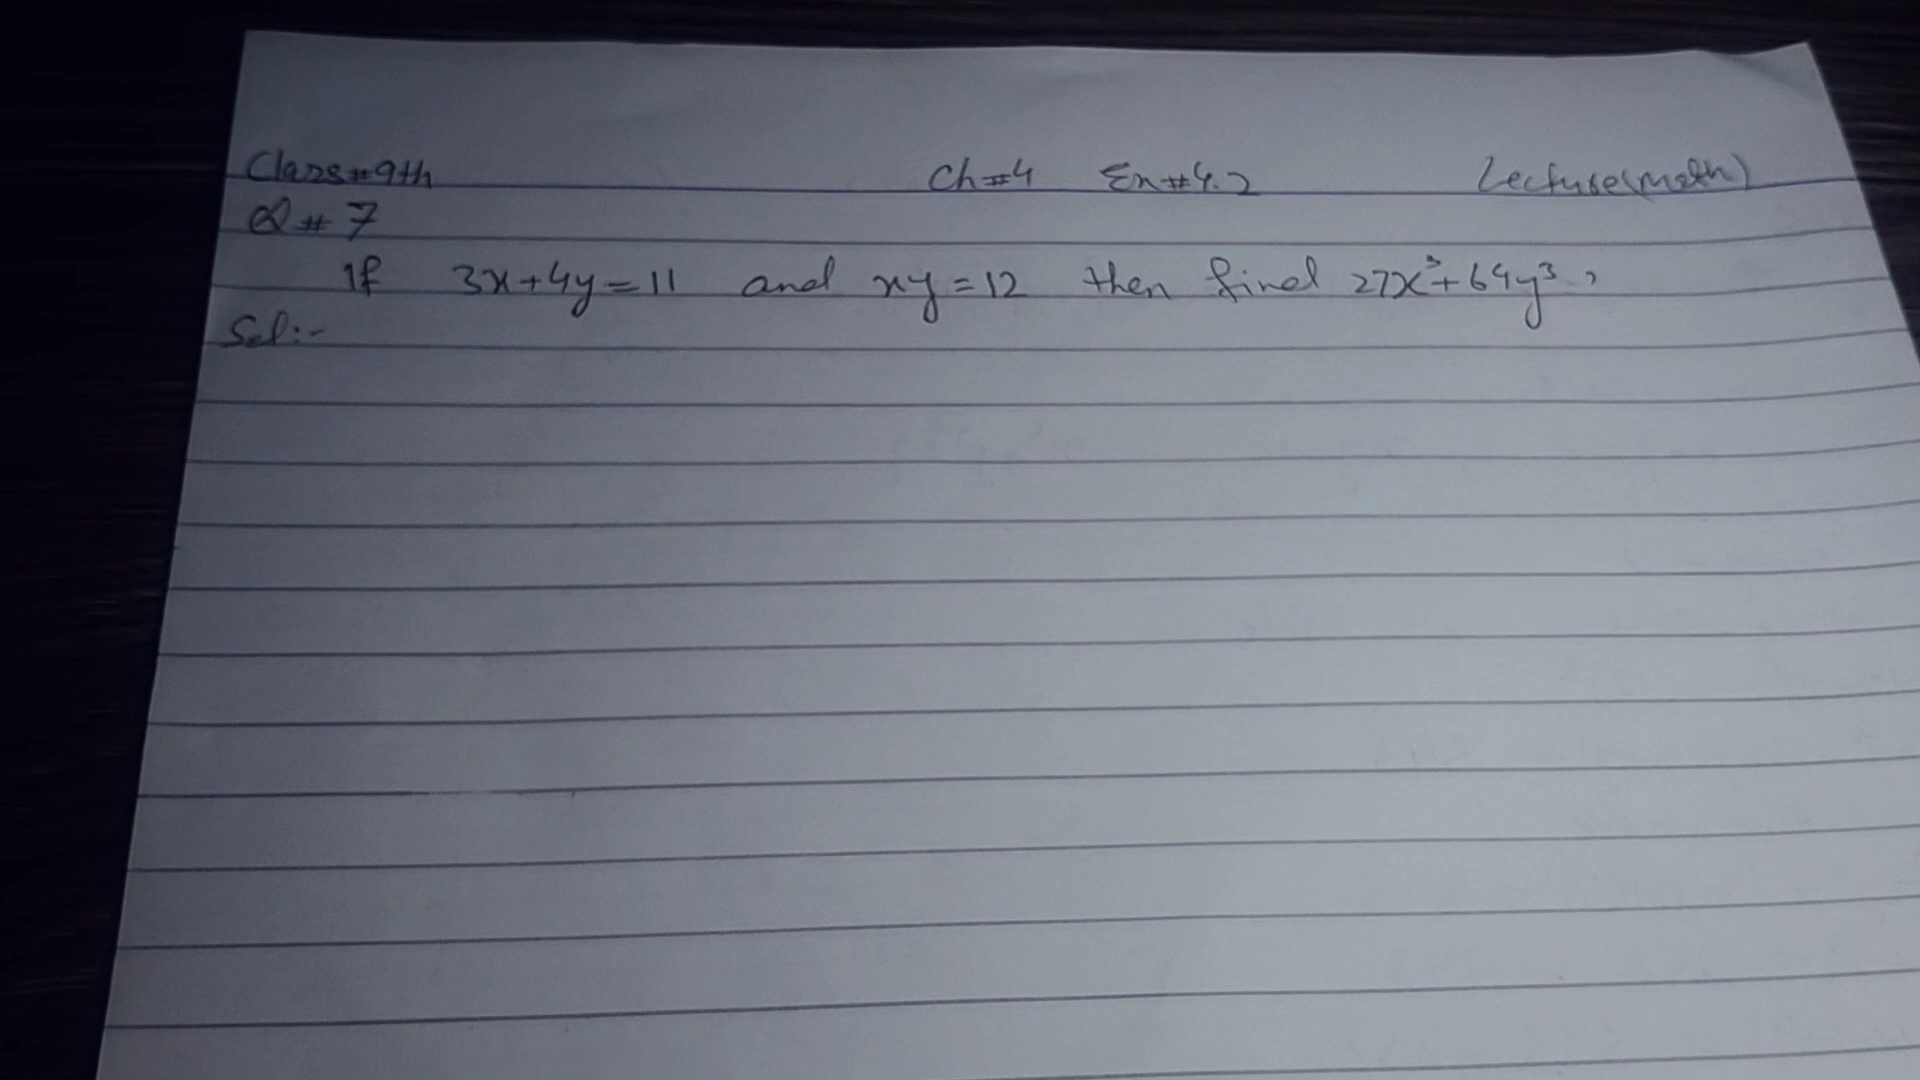 Class#9th Ch#4 Ex#4.2 Lecture(math)
Q#7
If 3x+4y=11 and xy=12 then find 27x³+64y³?
Sol:-